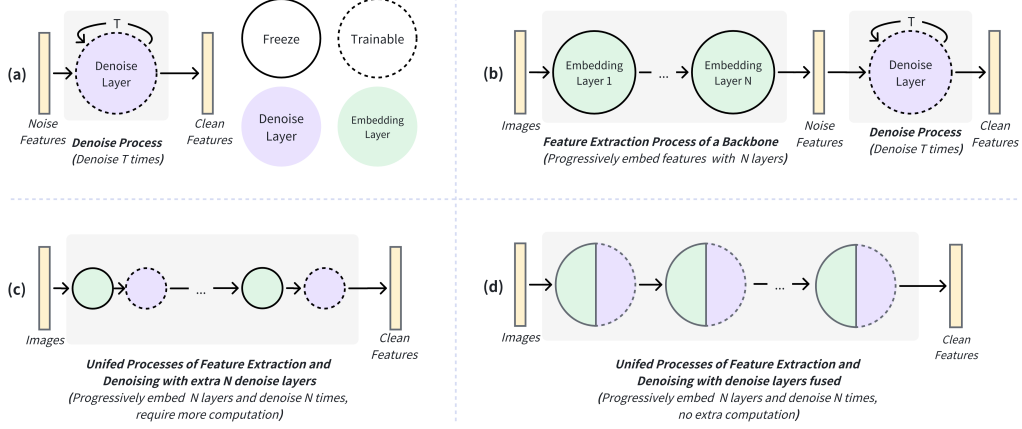 (a)
T
Denoise
Layer
Noise
Features
Clean
Features
Denoise Process
(Denoise T times)
Freeze
Trainable
Denoise
Layer
Embedding
Layer
(b)
Images
Embedding
Layer 1
...
Embedding
Layer N
Feature Extraction Process of a Backbone
(Progressively embed features with N layers)
Noise
Features
T
Denoise
Layer
Denoise Process
(Denoise T times)
Clean
Features
(c)
Images
...
Clean
Features
Unifed Processes of Feature Extraction and
Denoising with extra N denoise layers
(Progressively embed N layers and denoise N times,
require more computation)
(d)
Images
...
Clean
Features
Unifed Processes of Feature Extraction and
Denoising with denoise layers fused
(Progressively embed N layers and denoise N times,
no extra computation)